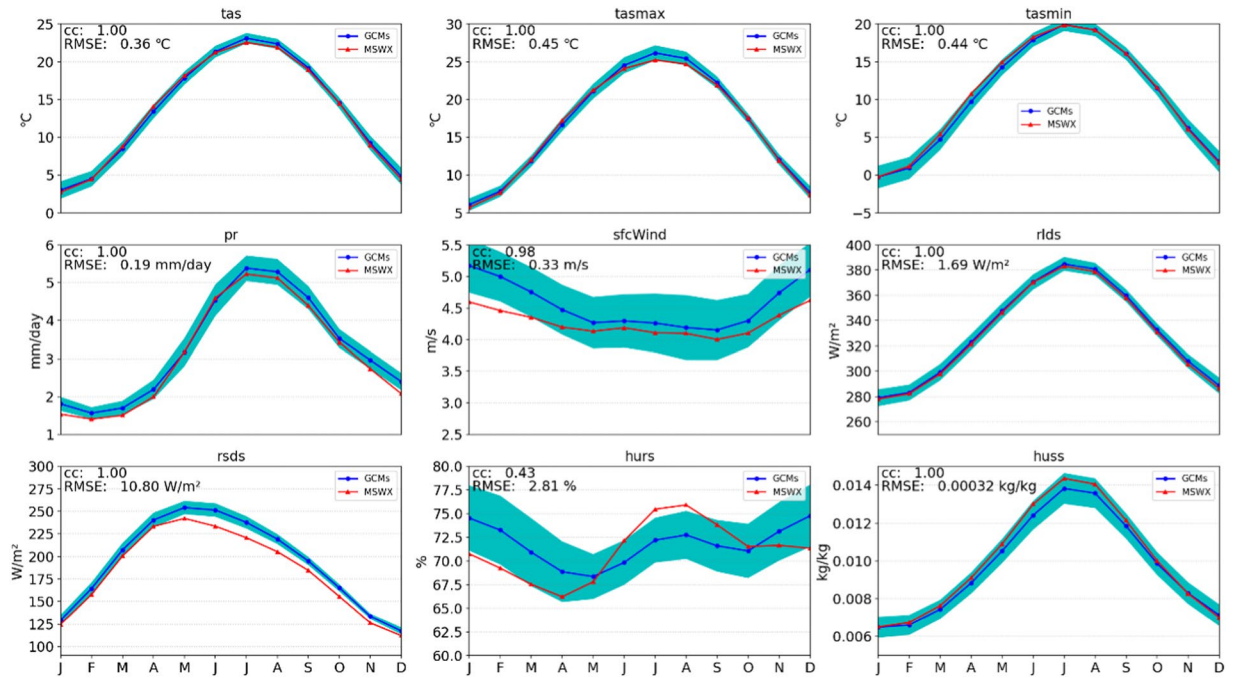 tas
cc: 1.00
RMSE: 0.36 ℃
GCMs
MSWX
25
20
15
10
5
0
℃
tasmax
cc: 1.00
RMSE: 0.45 ℃
GCMs
MSWX
30
25
20
15
10
5
℃
tasmin
cc: 1.00
RMSE: 0.44 ℃
GCMs
MSWX
20
15
10
5
0
−5
℃
pr
cc: 1.00
RMSE: 0.19 mm/day
GCMs
MSWX
6
5
4
3
2
1
mm/day
sfcWind
cc: 0.98
RMSE: 0.33 m/s
GCMs
MSWX
5.5
5.0
4.5
4.0
3.5
3.0
2.5
m/s
rlds
cc: 1.00
RMSE: 1.69 W/m²
GCMs
MSWX
400
380
360
340
320
300
280
260
W/m²
rsds
cc: 1.00
RMSE: 10.80 W/m²
GCMs
MSWX
300
275
250
225
200
175
150
125
100
W/m²
J F M A M J J A S O N D
hurs
cc: 0.43
RMSE: 2.81 %
GCMs
MSWX
80.0
77.5
75.0
72.5
70.0
67.5
65.0
62.5
60.0
%
J F M A M J J A S O N D
huss
cc: 1.00
RMSE: 0.00032 kg/kg
GCMs
MSWX
0.014
0.012
0.010
0.008
0.006
kg/kg
J F M A M J J A S O N D